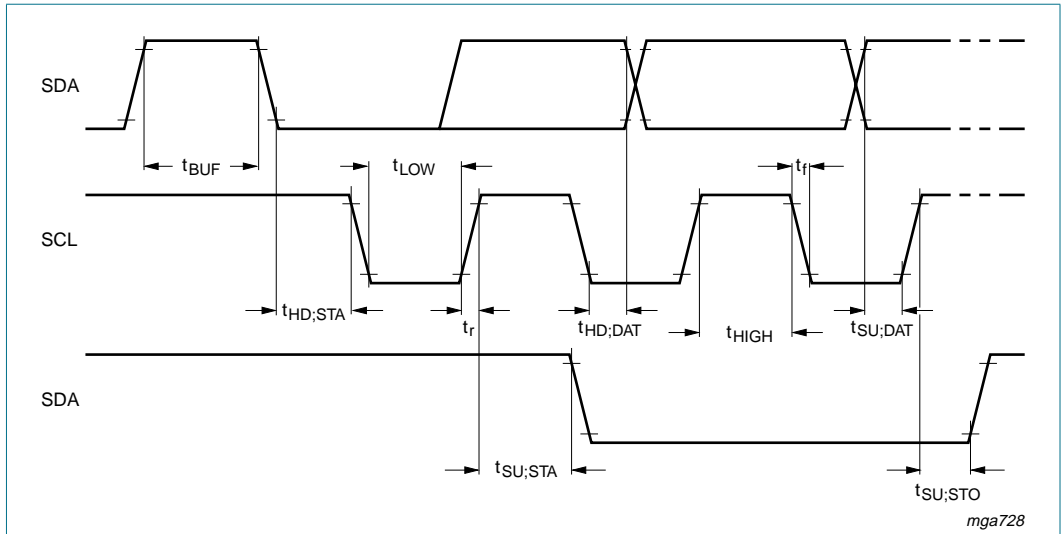 SDA
tBUF
tLOW
tf
SCL
tHD;STA
tr
tHD;DAT
tHIGH
tSU;DAT
SDA
tSU;STA
tSU;STO
mga728